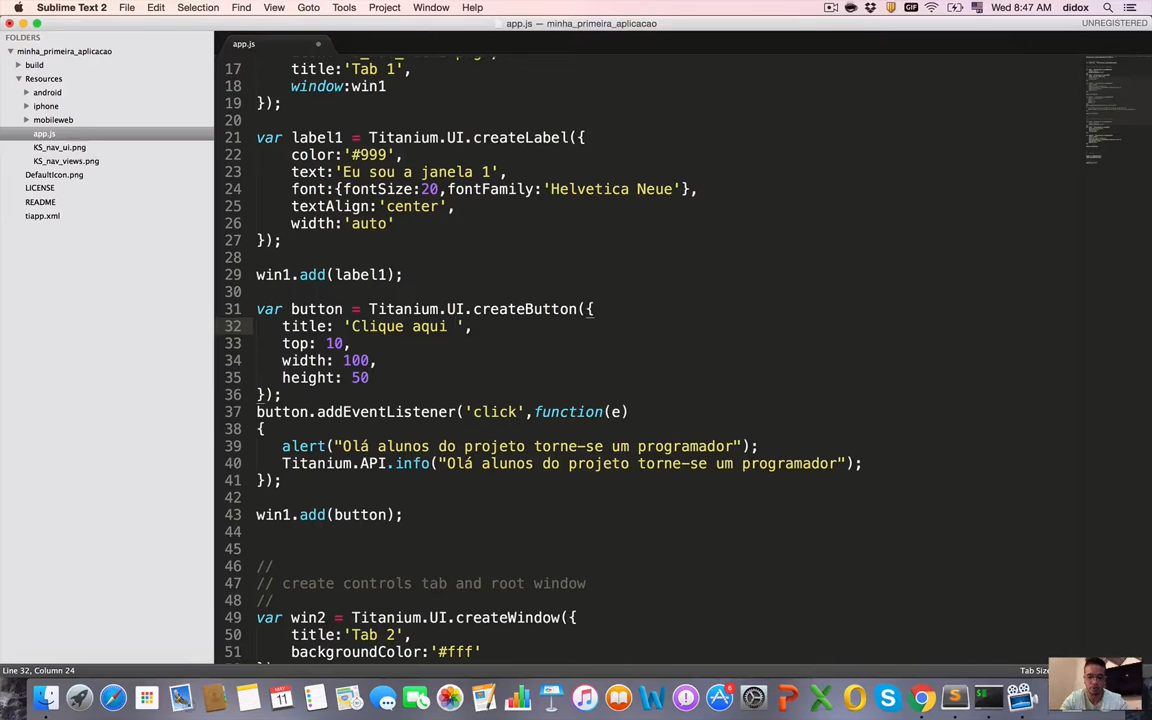 Sublime Text 2 File Edit Selection Find View Goto Tools Project Window Help GIF Wed 8:47 AM didox
app.js — minha_primeira_aplicacao UNREGISTERED
FOLDERS
minha_primeira_aplicacao
build
Resources
android
iphone
mobileweb
app.js
KS_nav_ui.png
KS_nav_views.png
DefaultIcon.png
LICENSE
README
tiapp.xml
app.js
17 title:'Tab 1',
18 window:win1
19 });
20
21 var label1 = Titanium.UI.createLabel({
22 color:'#999',
23 text:'Eu sou a janela 1',
24 font:{fontSize:20,fontFamily:'Helvetica Neue'},
25 textAlign:'center',
26 width:'auto'
27 });
28
29 win1.add(label1);
30
31 var button = Titanium.UI.createButton({
32 title: 'Clique aqui ',
33 top: 10,
34 width: 100,
35 height: 50
36 });
37 button.addEventListener('click',function(e)
38 {
39 alert("Olá alunos do projeto torne-se um programador");
40 Titanium.API.info("Olá alunos do projeto torne-se um programador");
41 });
42
43 win1.add(button);
44
45
46 //
47 // create controls tab and root window
48 //
49 var win2 = Titanium.UI.createWindow({
50 title:'Tab 2',
51 backgroundColor:'#fff'
Line 32, Column 24 Tab